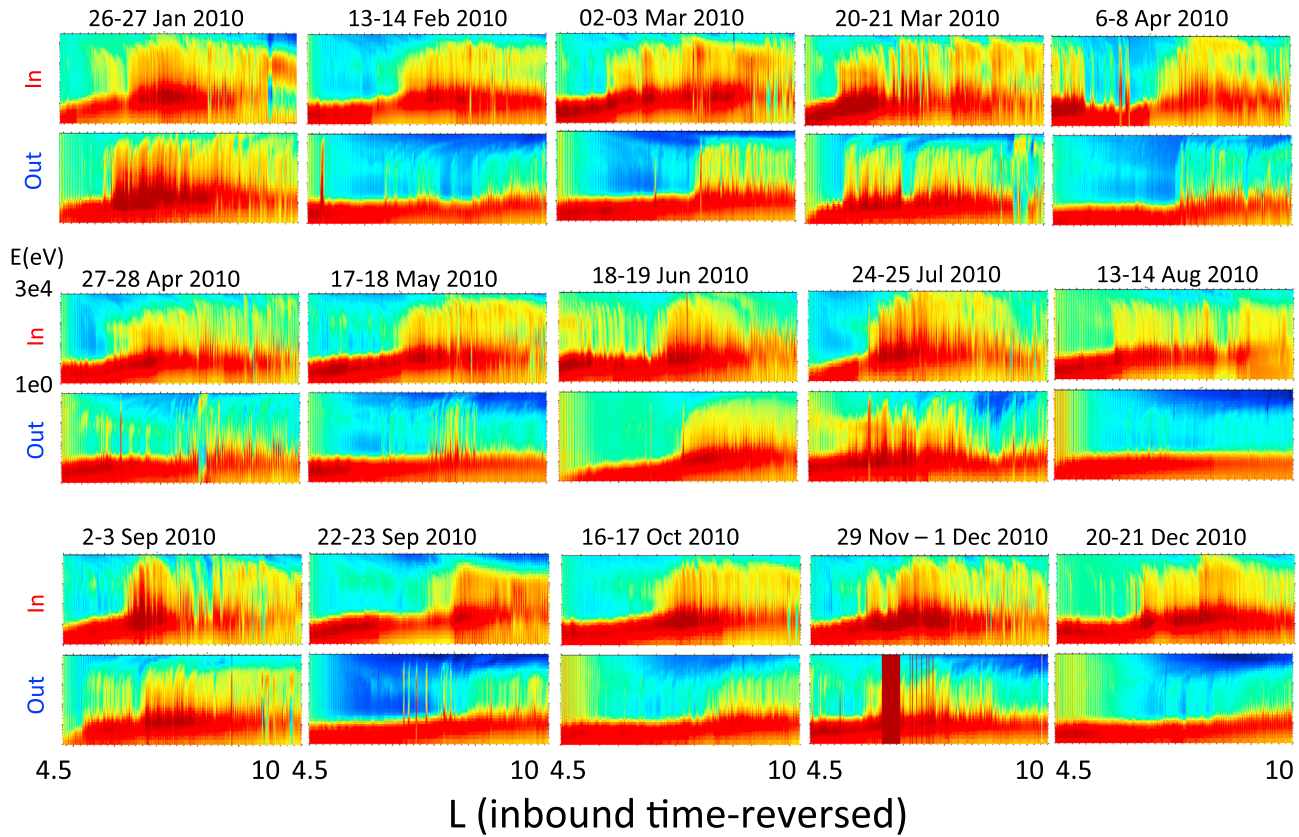 26-27 Jan 2010 13-14 Feb 2010 02-03 Mar 2010 20-21 Mar 2010 6-8 Apr 2010
In
Out
E(eV)
27-28 Apr 2010 17-18 May 2010 18-19 Jun 2010 24-25 Jul 2010 13-14 Aug 2010
3e4
In
1e0
Out
2-3 Sep 2010 22-23 Sep 2010 16-17 Oct 2010 29 Nov – 1 Dec 2010 20-21 Dec 2010
In
Out
4.5 10 4.5 10 4.5 10 4.5 10 4.5 10
L (inbound time-reversed)